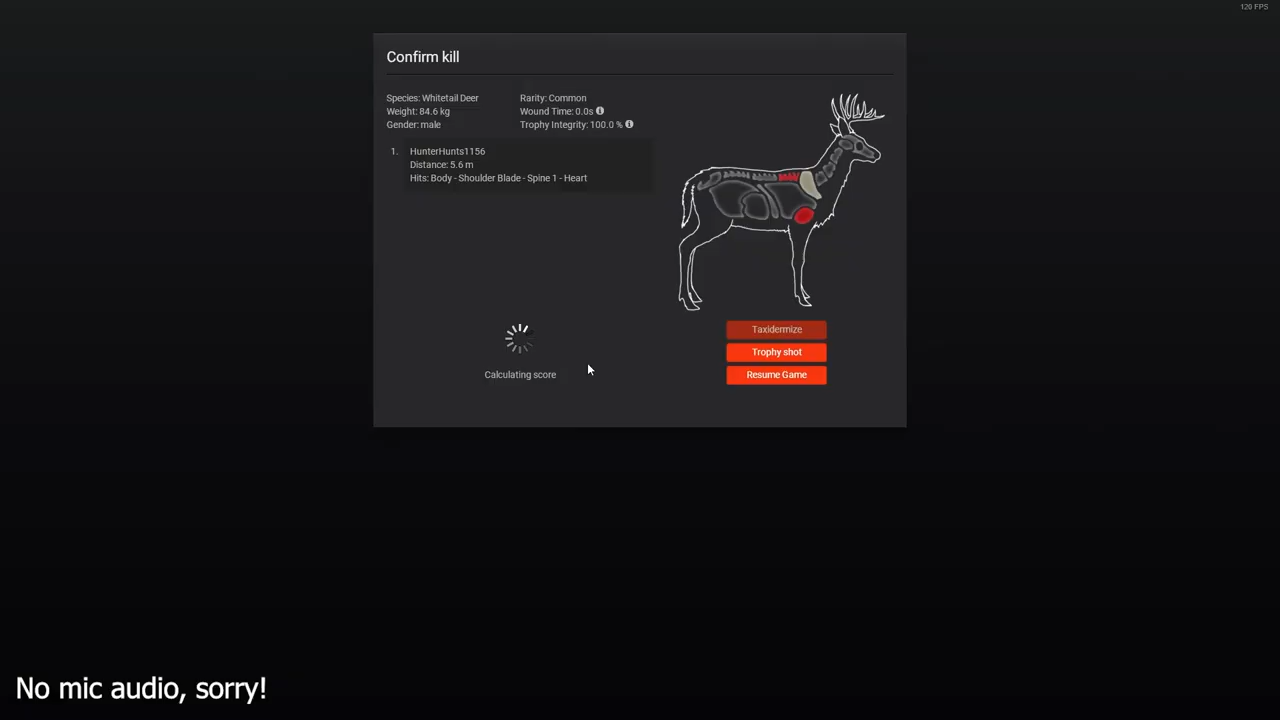 120 FPS
Confirm kill
Species: Whitetail Deer
Weight: 84.6 kg
Gender: male
Rarity: Common
Wound Time: 0.0s
Trophy Integrity: 100.0 %
1. HunterHunts1156
Distance: 5.6 m
Hits: Body - Shoulder Blade - Spine 1 - Heart
Calculating score
Taxidermize
Trophy shot
Resume Game
No mic audio, sorry!